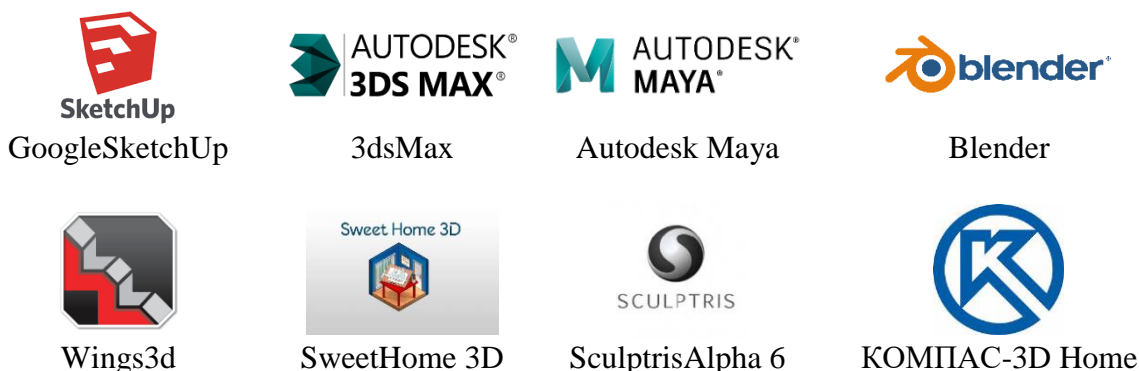 SketchUp
AUTODESK®
3DS MAX®
AUTODESK®
MAYA®
blender®
GoogleSketchUp
3dsMax
Autodesk Maya
Blender
Sweet Home 3D
SCULPTRIS
Wings3d
SweetHome 3D
SculptrisAlpha 6
КОМПАС-3D Home